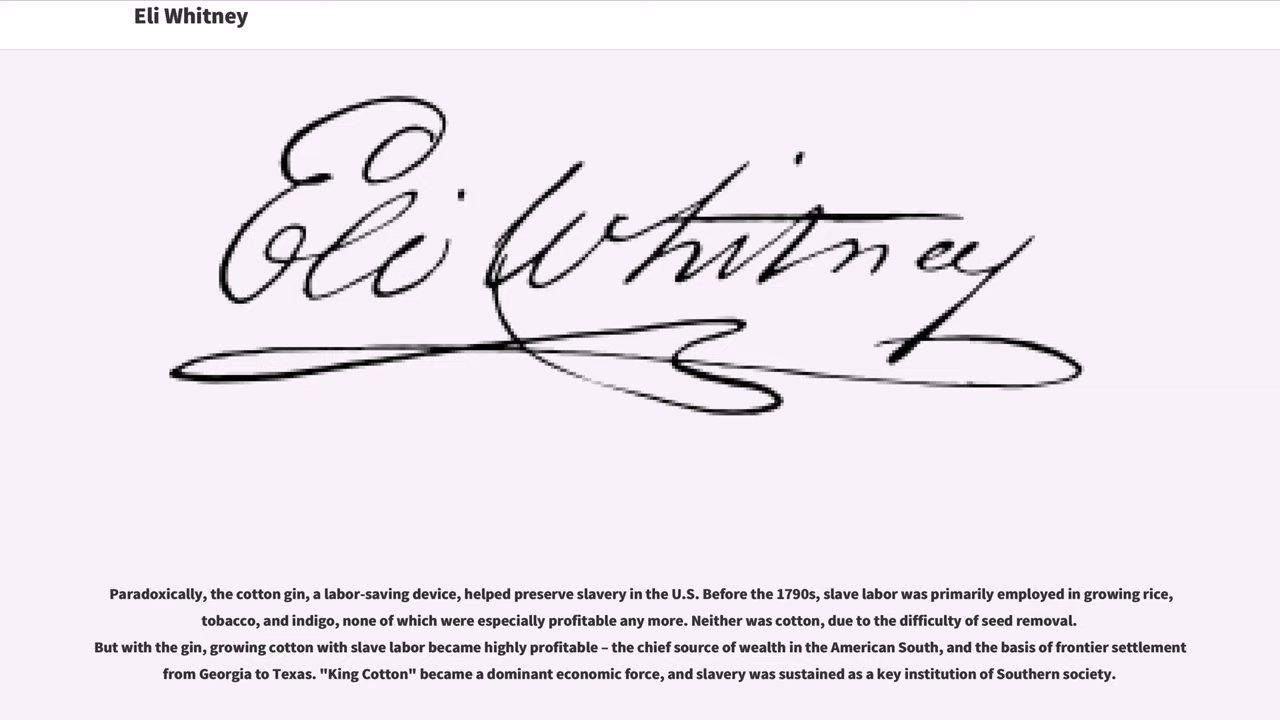 Eli Whitney
Eli Whitney
Paradoxically, the cotton gin, a labor-saving device, helped preserve slavery in the U.S. Before the 1790s, slave labor was primarily employed in growing rice,
tobacco, and indigo, none of which were especially profitable any more. Neither was cotton, due to the difficulty of seed removal.
But with the gin, growing cotton with slave labor became highly profitable – the chief source of wealth in the American South, and the basis of frontier settlement
from Georgia to Texas. "King Cotton" became a dominant economic force, and slavery was sustained as a key institution of Southern society.